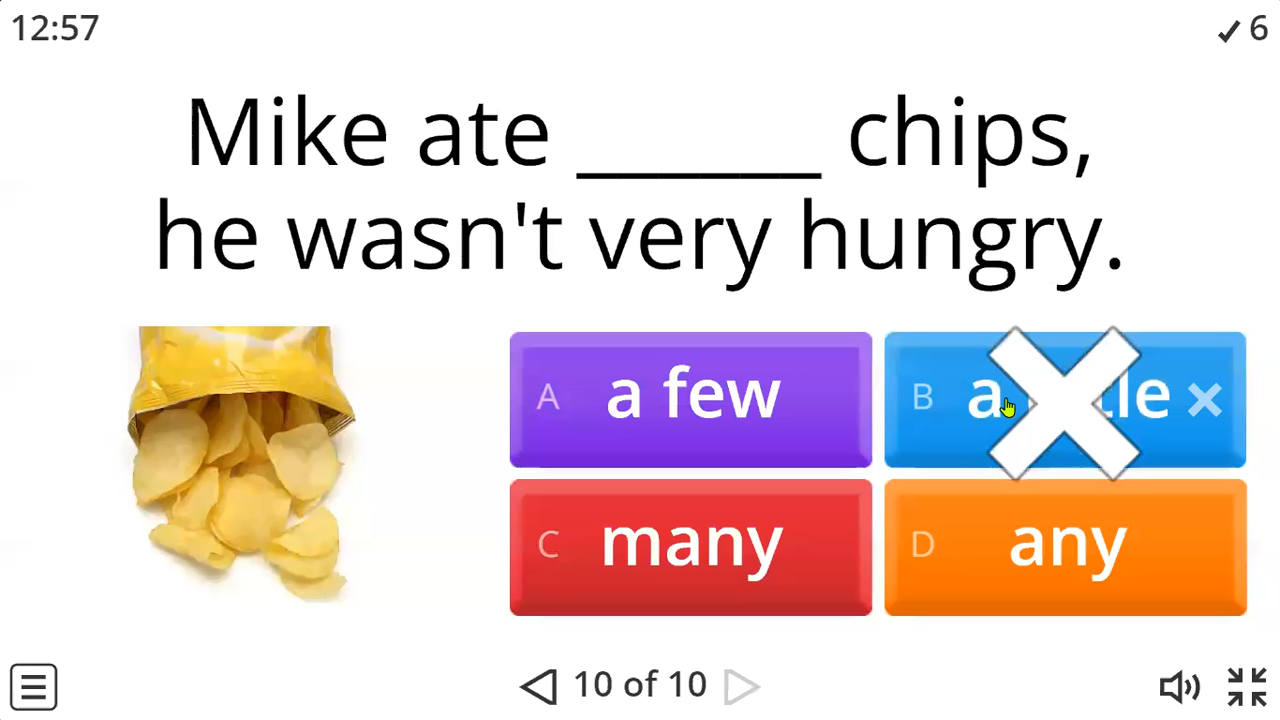 12:57
6
Mike ate ______ chips,
he wasn't very hungry.
A a few
B
C many
D any
10 of 10